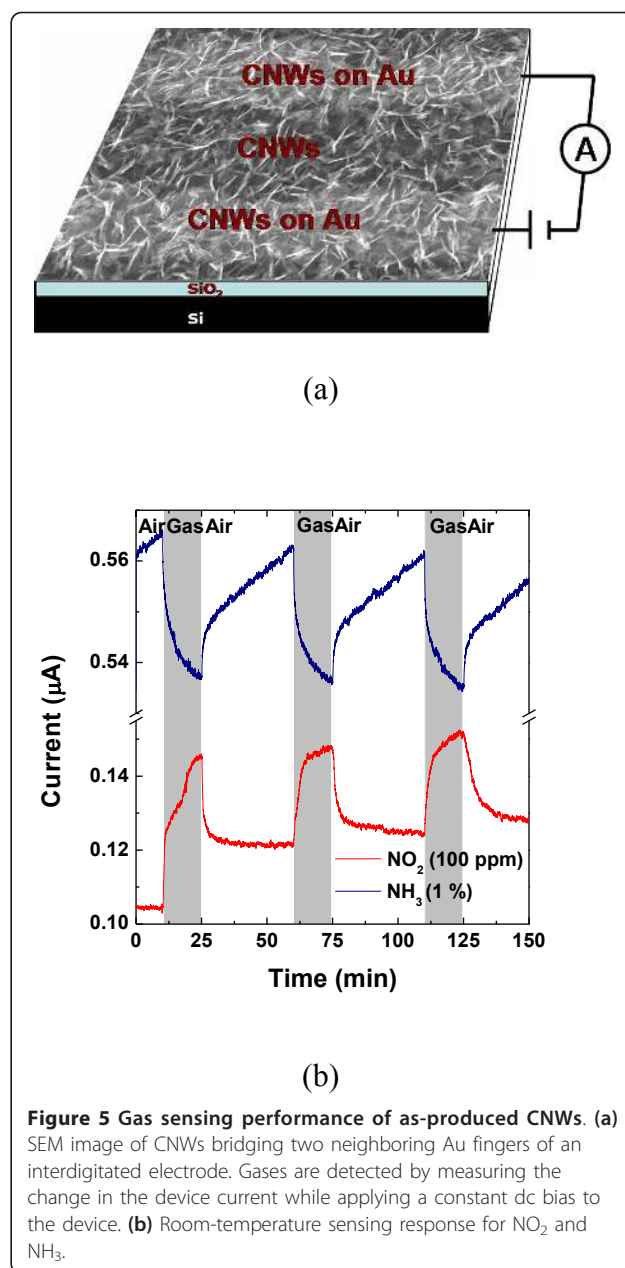 CNWs on Au
CNWs
A
CNWs on Au
SiO₂
Si
(a)
Air Gas Air Gas Air Gas Air
0.56
0.54
0.14
0.12
0.10
Current (μA)
NO₂ (100 ppm)
NH₃ (1 %)
0 25 50 75 100 125 150
Time (min)
(b)
Figure 5 Gas sensing performance of as-produced CNWs. (a)
SEM image of CNWs bridging two neighboring Au fingers of an
interdigitated electrode. Gases are detected by measuring the
change in the device current while applying a constant dc bias to
the device. (b) Room-temperature sensing response for NO₂ and
NH₃.